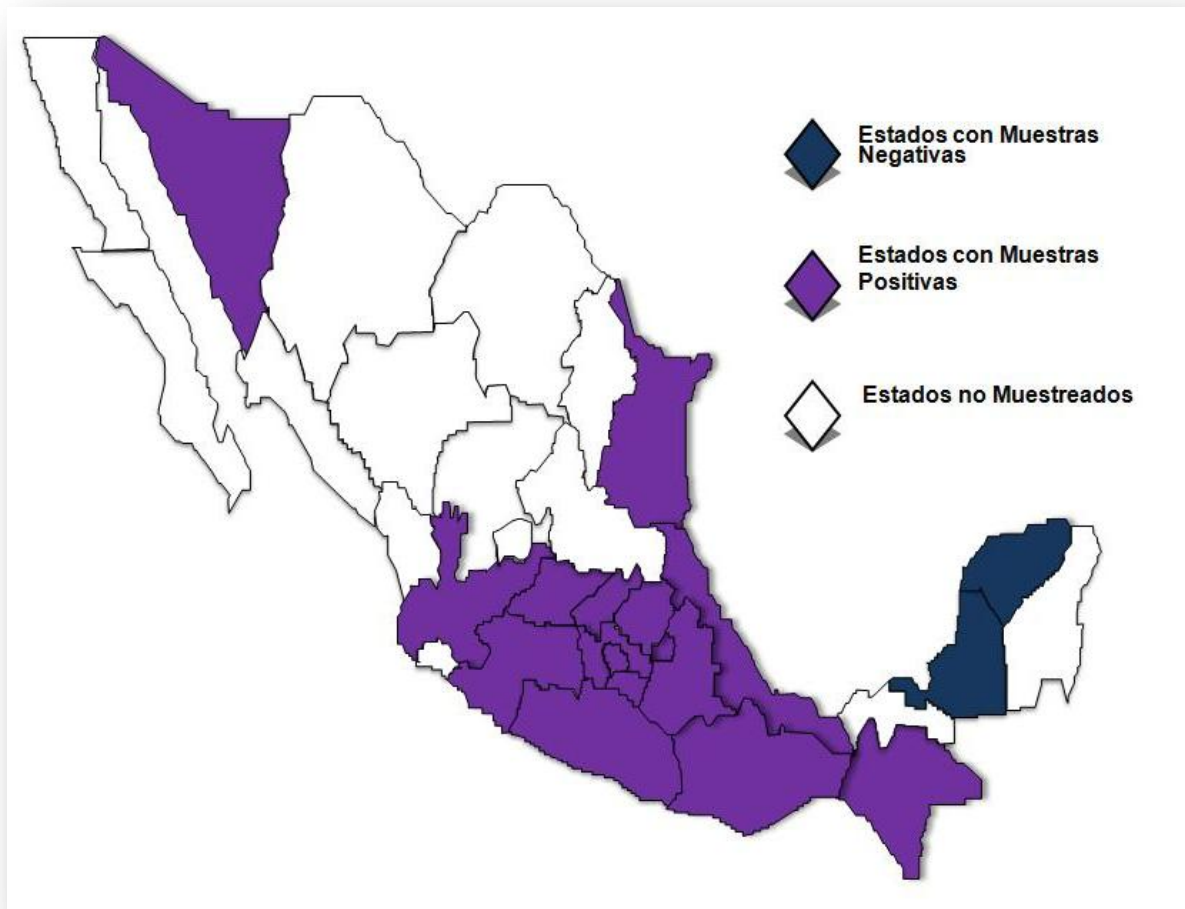 Estados con Muestras
Negativas
Estados con Muestras
Positivas
Estados no Muestreados